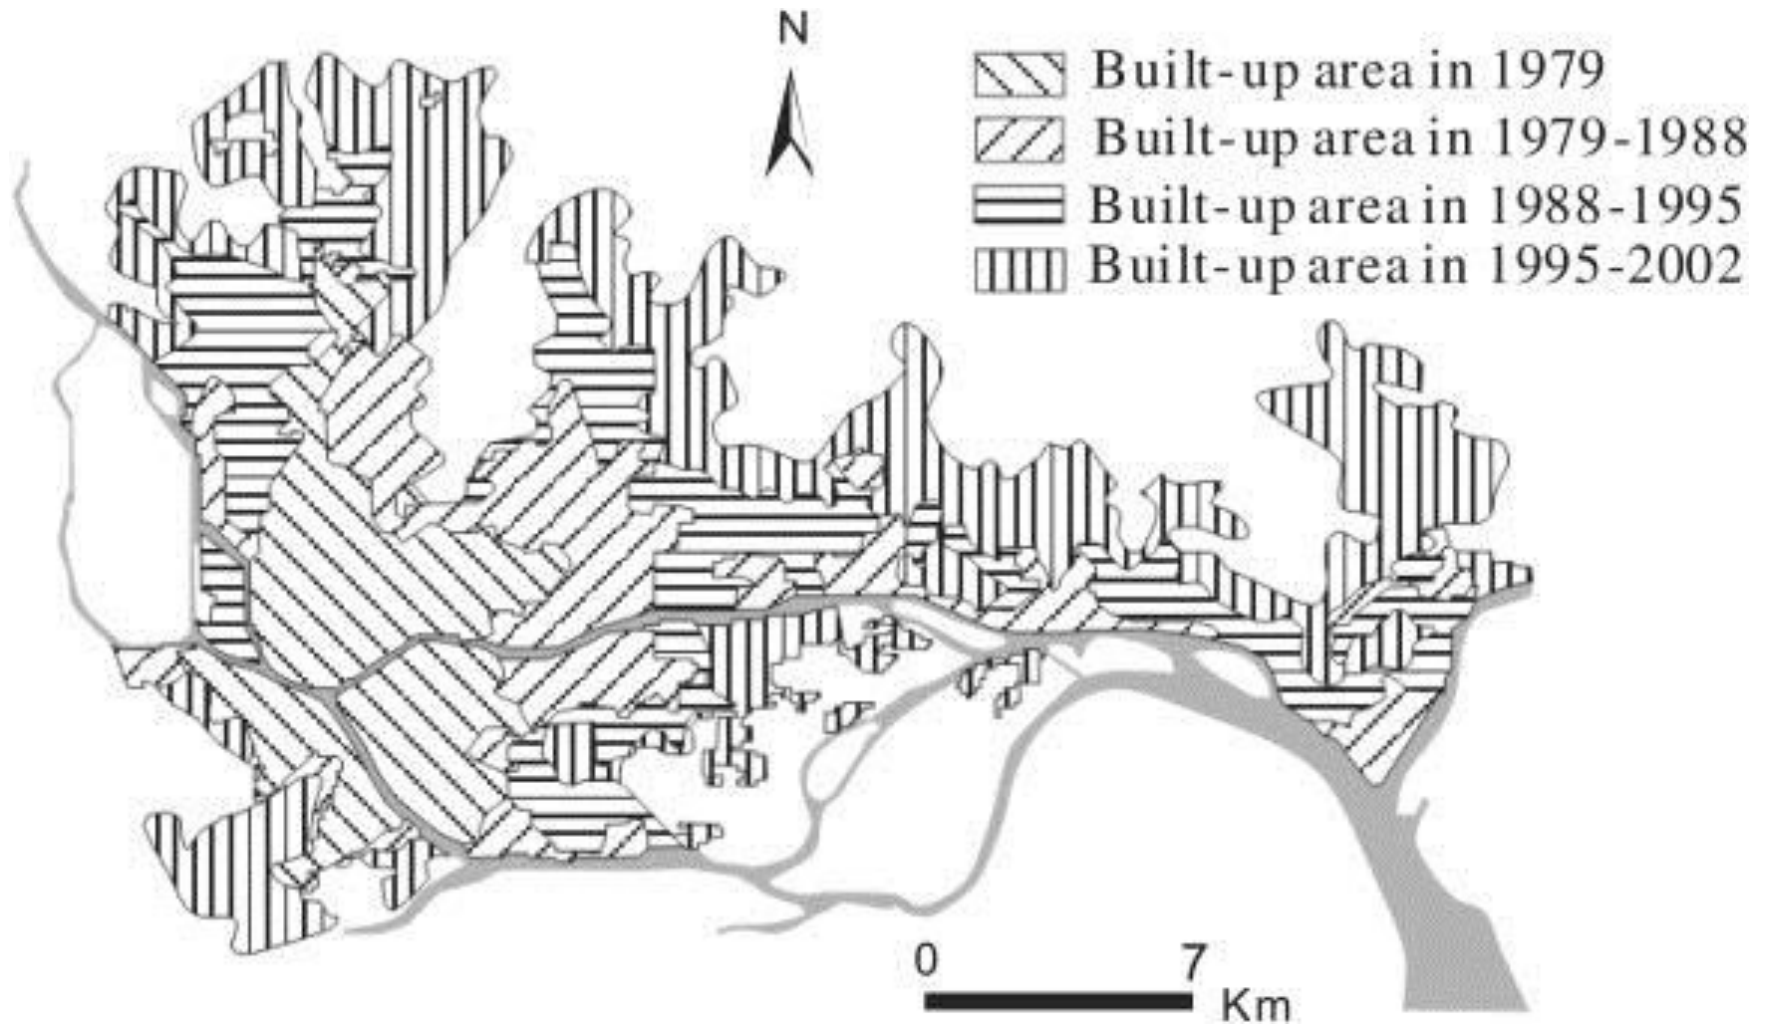 N
Built-up area in 1979
Built-up area in 1979-1988
Built-up area in 1988-1995
Built-up area in 1995-2002
0 7
Km